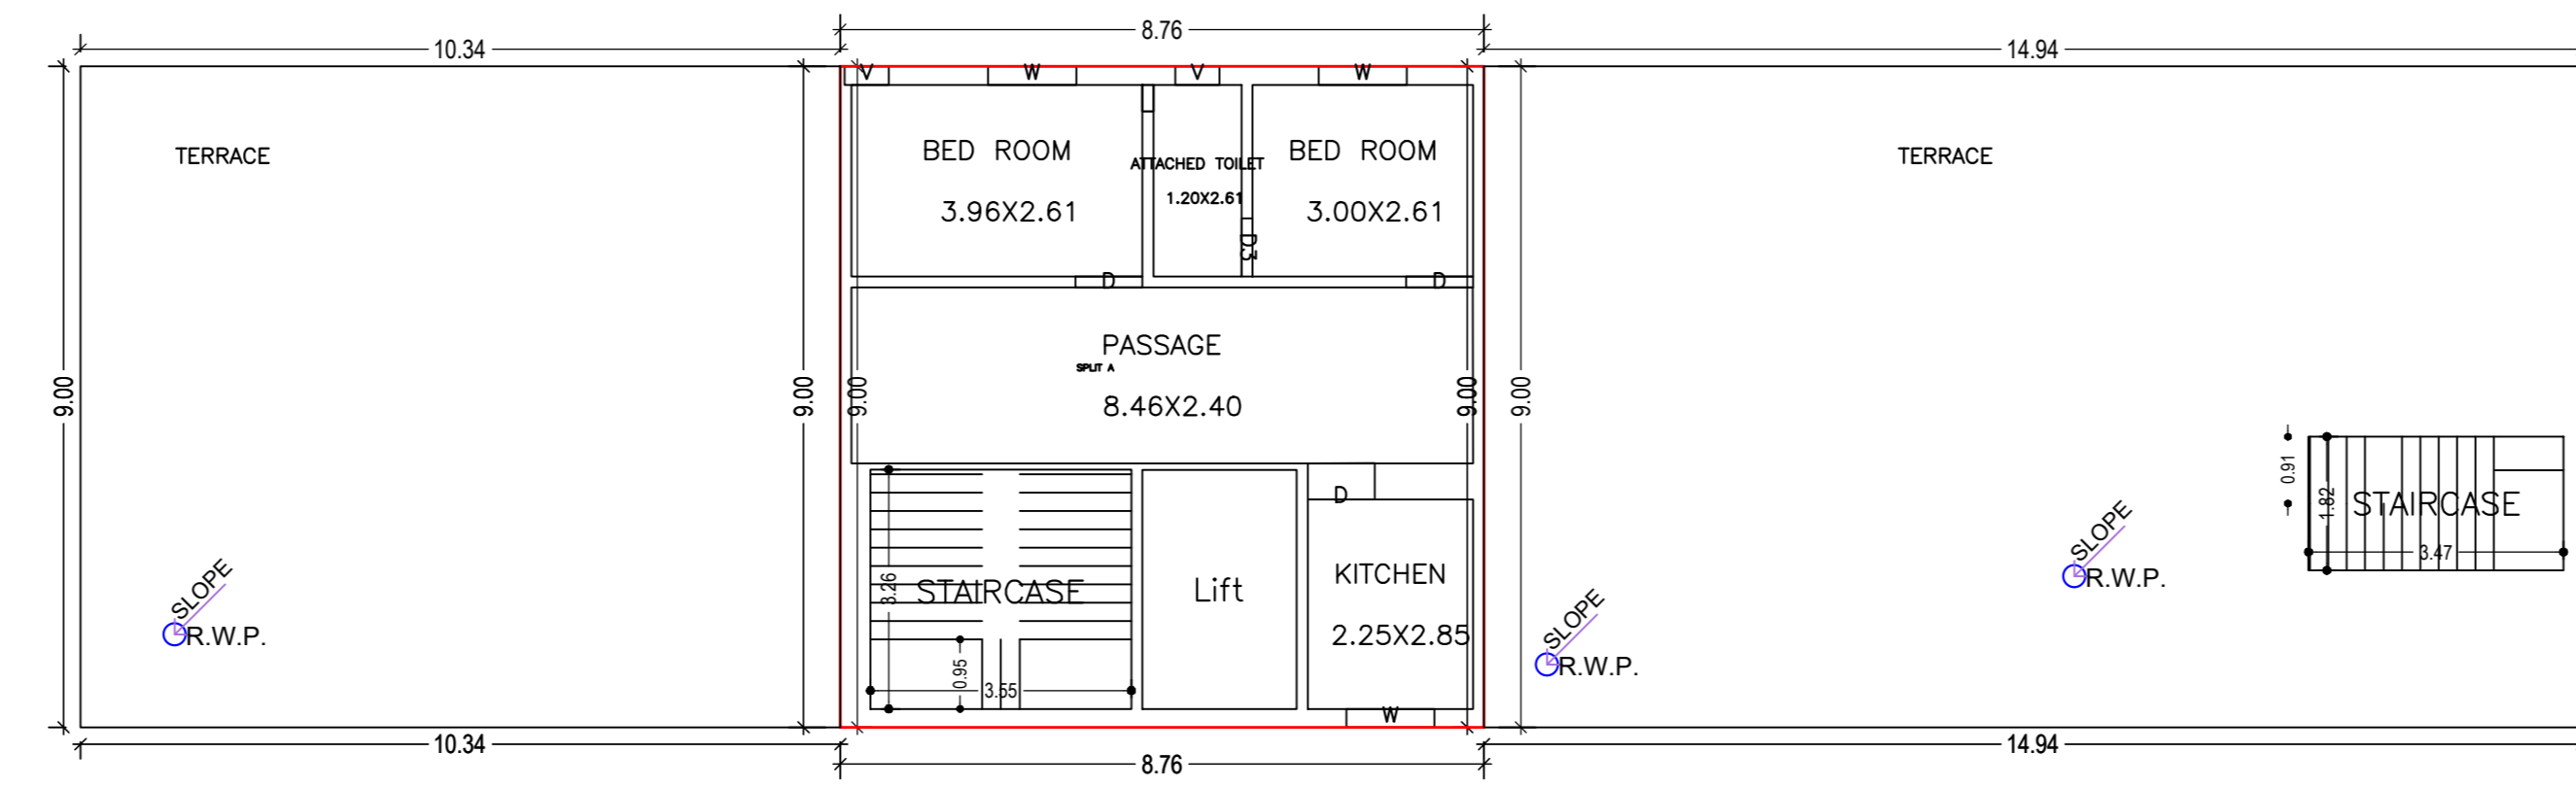 8.76
10.34
14.94
V
W
V
W
BED ROOM
3.96X2.61
ATTACHED TOILET
1.20X2.61
BED ROOM
3.00X2.61
TERRACE
TERRACE
D3
D
D
PASSAGE
SPLIT A
8.46X2.40
9.00
9.00
9.00
9.00
9.00
0.91
1.82
STAIRCASE
3.47
D
STAIRCASE
3.26
0.95
3.55
Lift
KITCHEN
2.25X2.85
W
SLOPE
R.W.P.
SLOPE
R.W.P.
SLOPE
R.W.P.
10.34
14.94
8.76